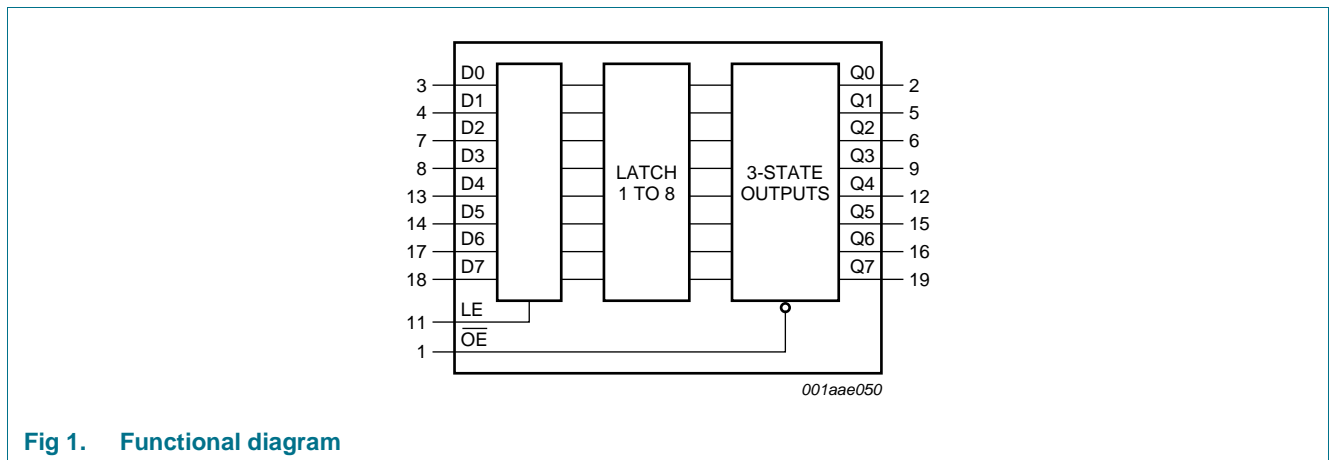 D0
3
D1
4
D2
7
D3
8
D4
13
D5
14
D6
17
D7
18
LE
11
OE
1
LATCH
1 TO 8
3-STATE
OUTPUTS
Q0
2
Q1
5
Q2
6
Q3
9
Q4
12
Q5
15
Q6
16
Q7
19
001aae050
Fig 1. Functional diagram